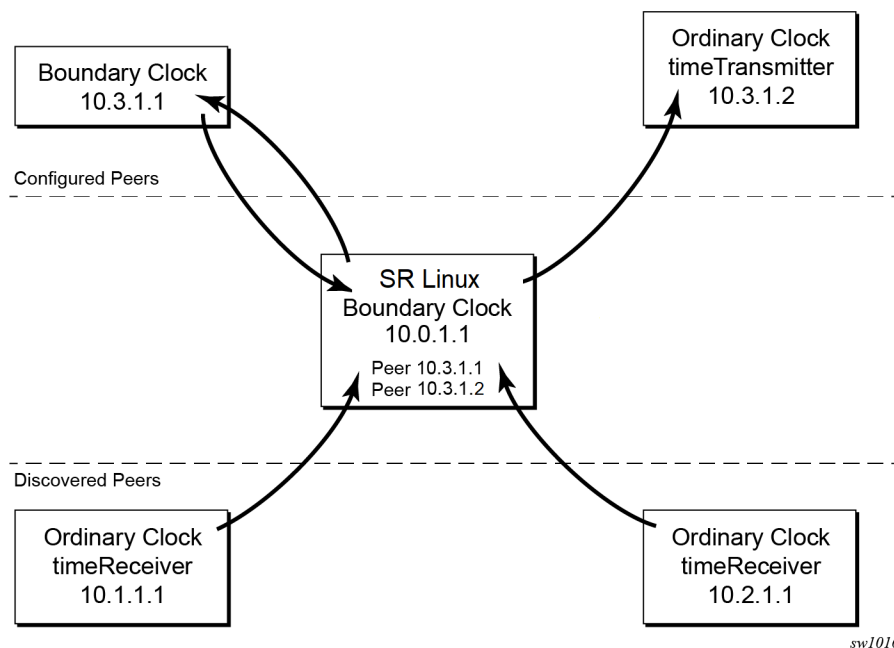 Boundary Clock
10.3.1.1
Ordinary Clock
timeTransmitter
10.3.1.2
Configured Peers
SR Linux
Boundary Clock
10.0.1.1
Peer 10.3.1.1
Peer 10.3.1.2
Discovered Peers
Ordinary Clock
timeReceiver
10.1.1.1
Ordinary Clock
timeReceiver
10.2.1.1